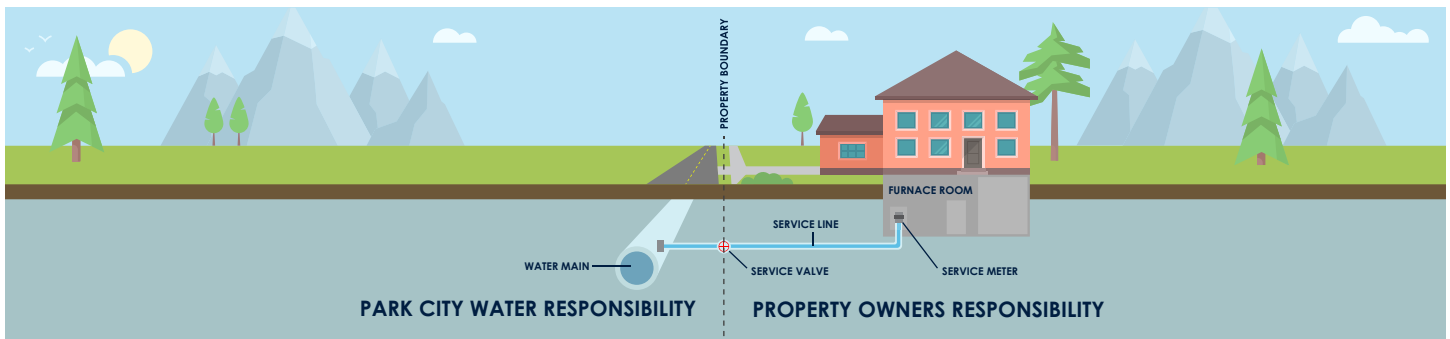 PROPERTY BOUNDARY
FURNACE ROOM
SERVICE LINE
WATER MAIN
SERVICE VALVE
SERVICE METER
PARK CITY WATER RESPONSIBILITY
PROPERTY OWNERS RESPONSIBILITY